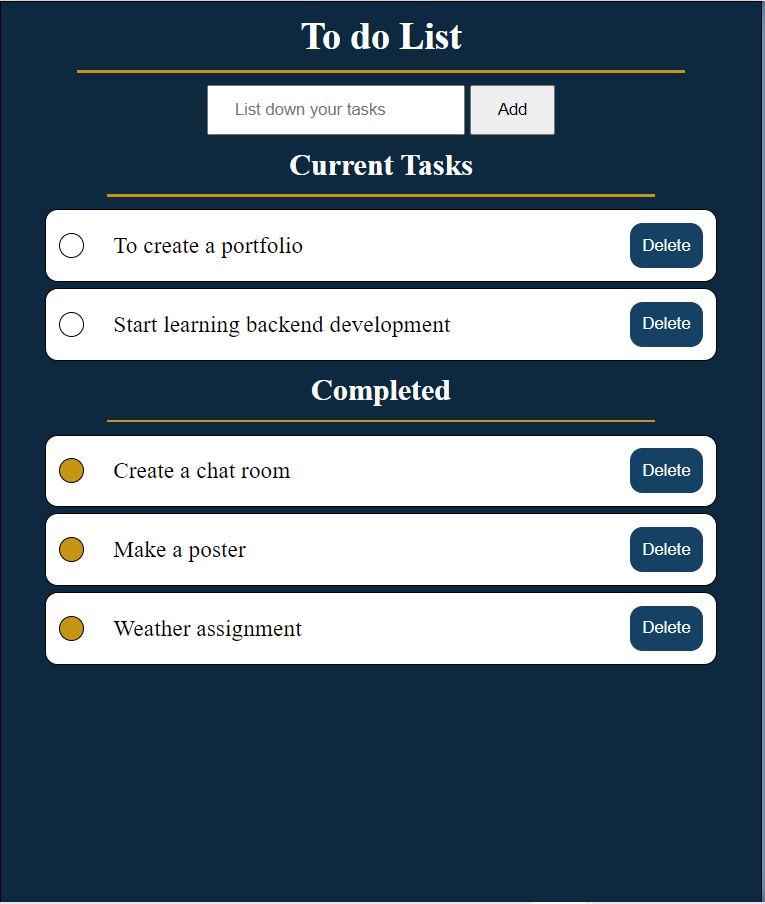 To do List
List down your tasks Add
Current Tasks
To create a portfolio Delete
Start learning backend development Delete
Completed
Create a chat room Delete
Make a poster Delete
Weather assignment Delete